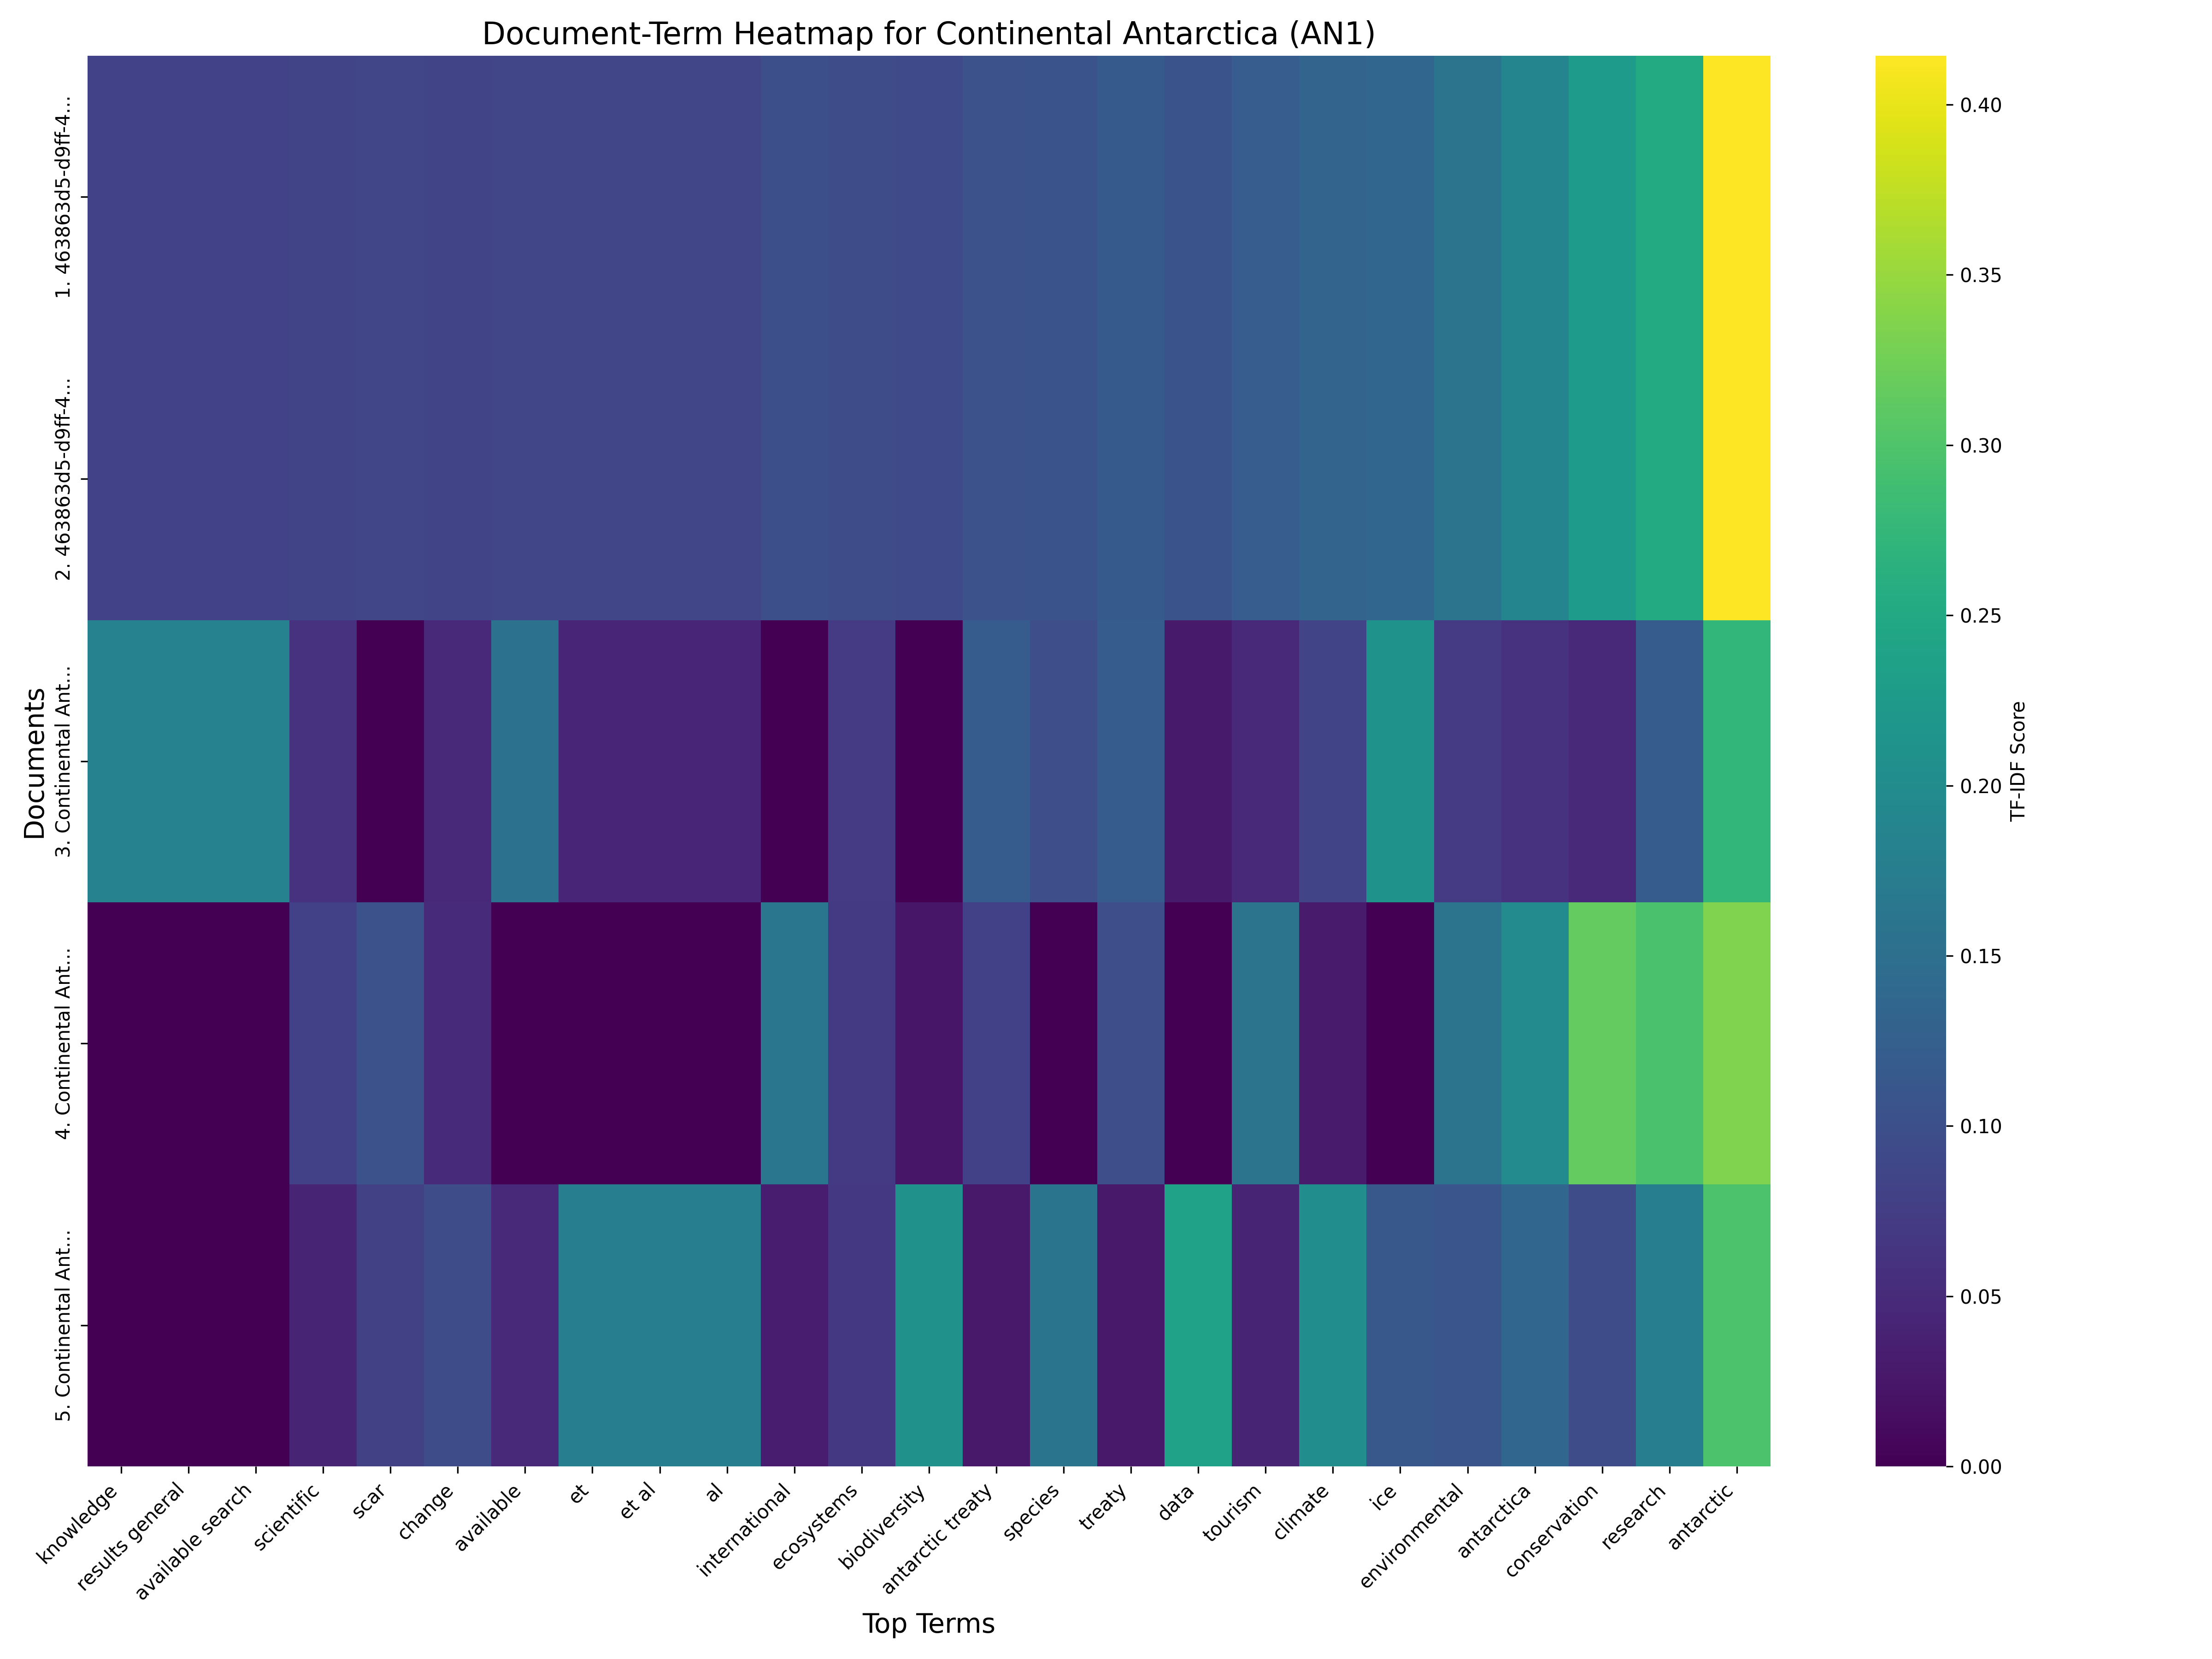 Document-Term Heatmap for Continental Antarctica (AN1)
Documents
1. 463863d5-d9ff-4...
2. 463863d5-d9ff-4...
3. Continental Ant...
4. Continental Ant...
5. Continental Ant...
knowledge
results general
available search
scientific
scar
change
available
et
et al
al
international
ecosystems
biodiversity
antarctic treaty
species
treaty
data
tourism
climate
ice
environmental
antarctica
conservation
research
antarctic
Top Terms
0.40
0.35
0.30
0.25
0.20
0.15
0.10
0.05
0.00
TF-IDF Score